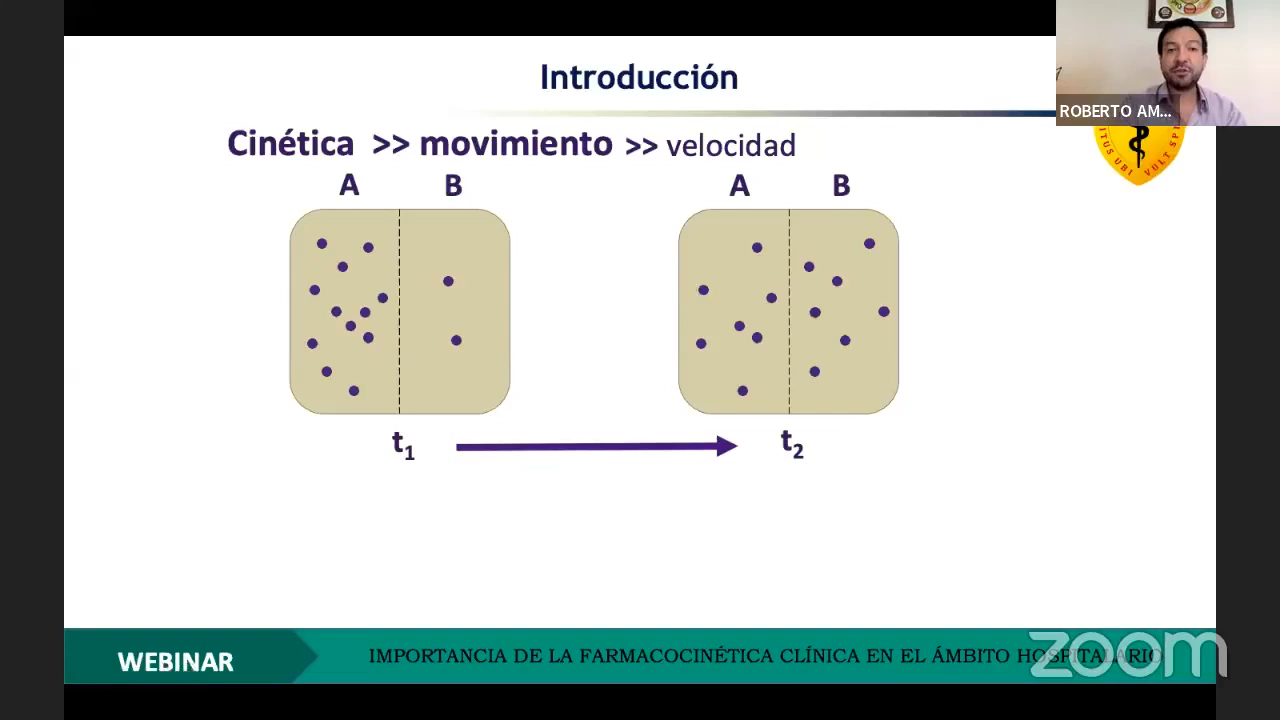 Introducción
ROBERTO AM...
Cinética >> movimiento >> velocidad
A B
A B
t₁
t₂
WEBINAR
IMPORTANCIA DE LA FARMACOCINÉTICA CLÍNICA EN EL ÁMBITO HOSPITALARIO
zoom